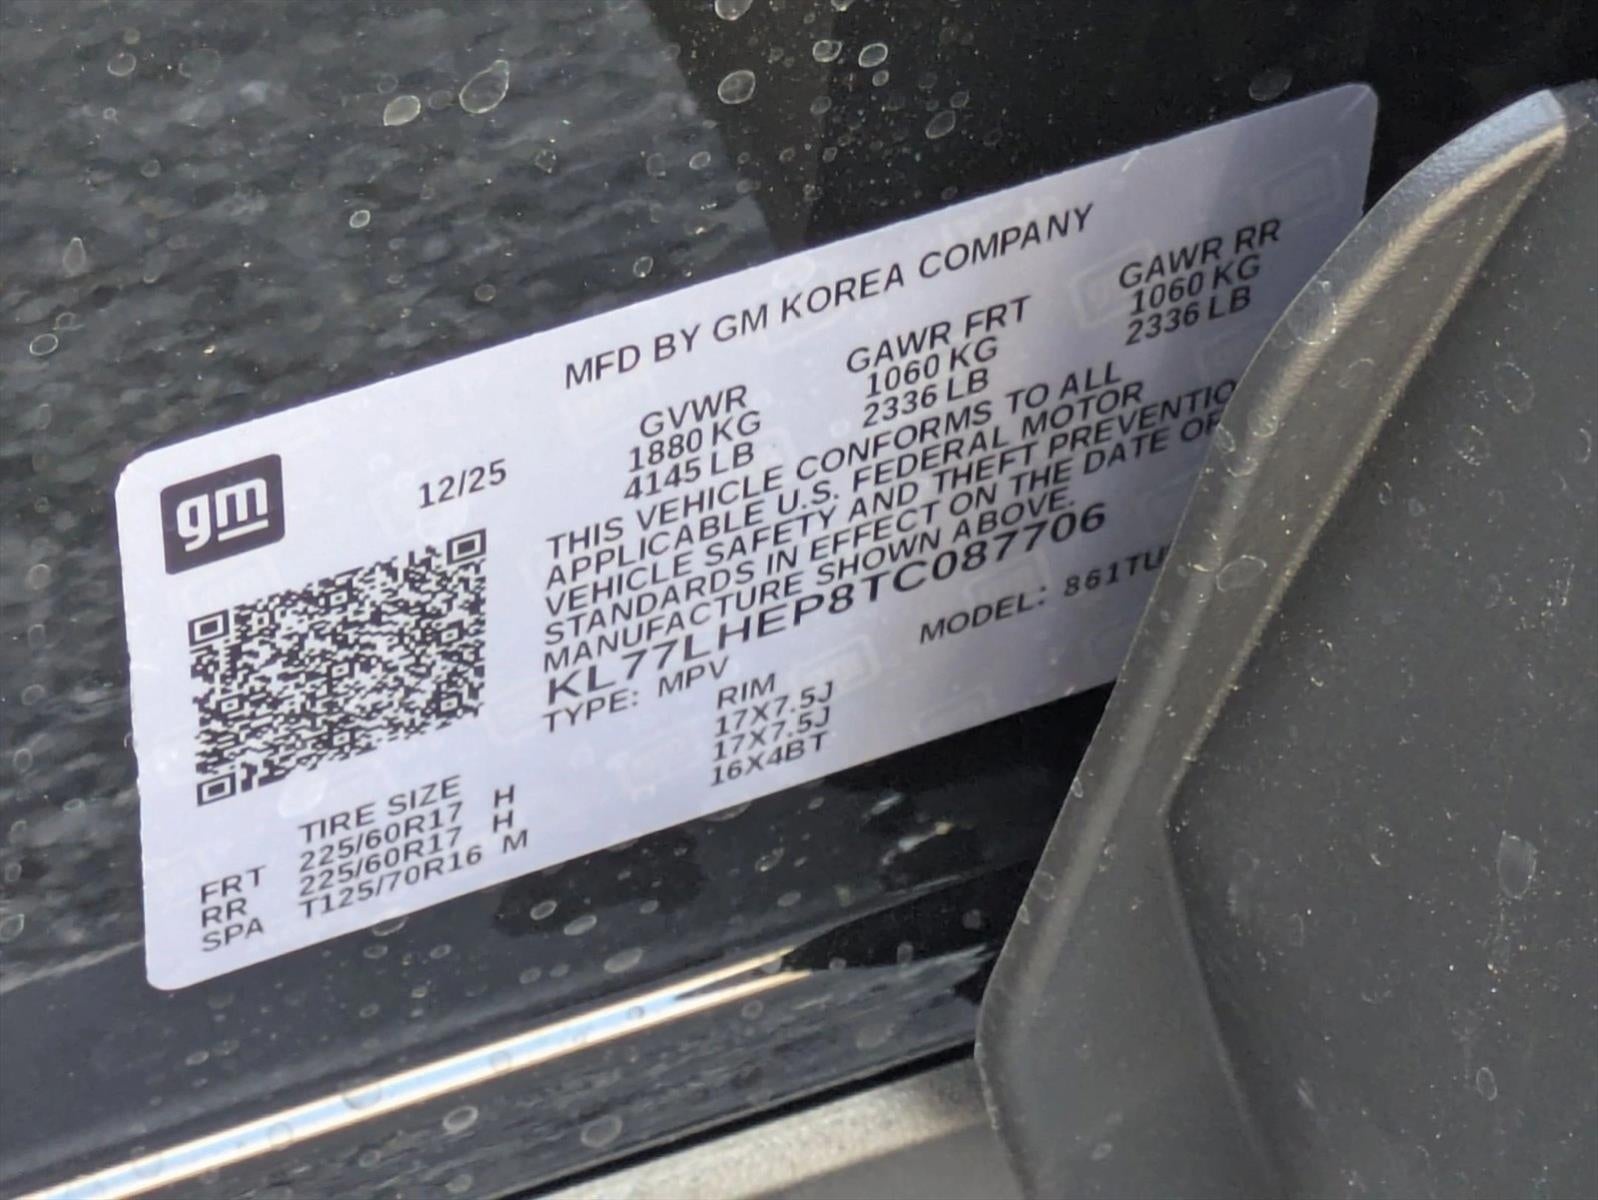 MFD BY GM KOREA COMPANY
gm
12/25
GVWR GAWR FRT GAWR RR
1880 KG 1060 KG 1060 KG
4145 LB 2336 LB 2336 LB
THIS VEHICLE CONFORMS TO ALL
APPLICABLE U.S. FEDERAL MOTOR
VEHICLE SAFETY AND THEFT PREVENTIO
STANDARDS IN EFFECT ON THE DATE OF
MANUFACTURE SHOWN ABOVE.
KL77LHEP8TC087706
TYPE: MPV MODEL: 861TU
TIRE SIZE RIM
FRT 225/60R17 H 17X7.5J
RR 225/60R17 H 17X7.5J
SPA T125/70R16 M 16X4BT